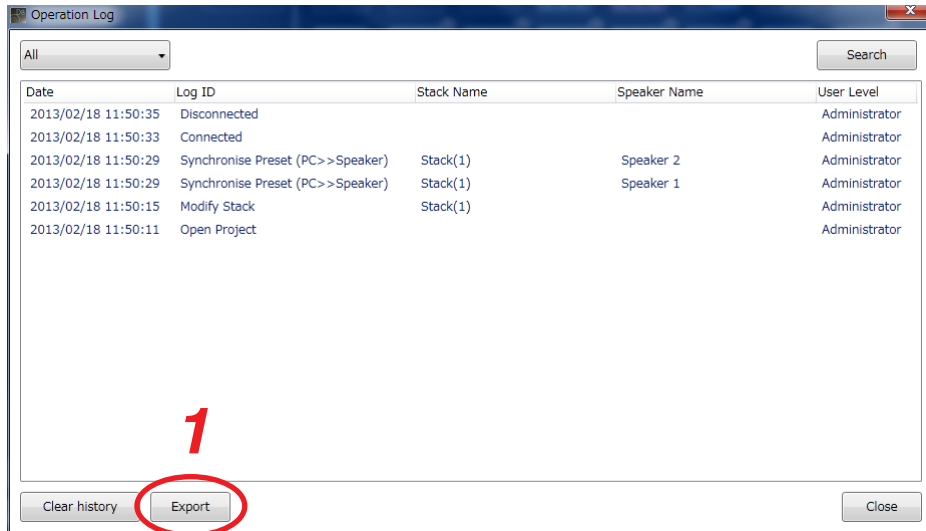 Operation Log
All Search
Date Log ID Stack Name Speaker Name User Level
2013/02/18 11:50:35 Disconnected Administrator
2013/02/18 11:50:33 Connected Administrator
2013/02/18 11:50:29 Synchronise Preset (PC>>Speaker) Stack(1) Speaker 2 Administrator
2013/02/18 11:50:29 Synchronise Preset (PC>>Speaker) Stack(1) Speaker 1 Administrator
2013/02/18 11:50:15 Modify Stack Stack(1) Administrator
2013/02/18 11:50:11 Open Project Administrator
1
Clear history Export Close